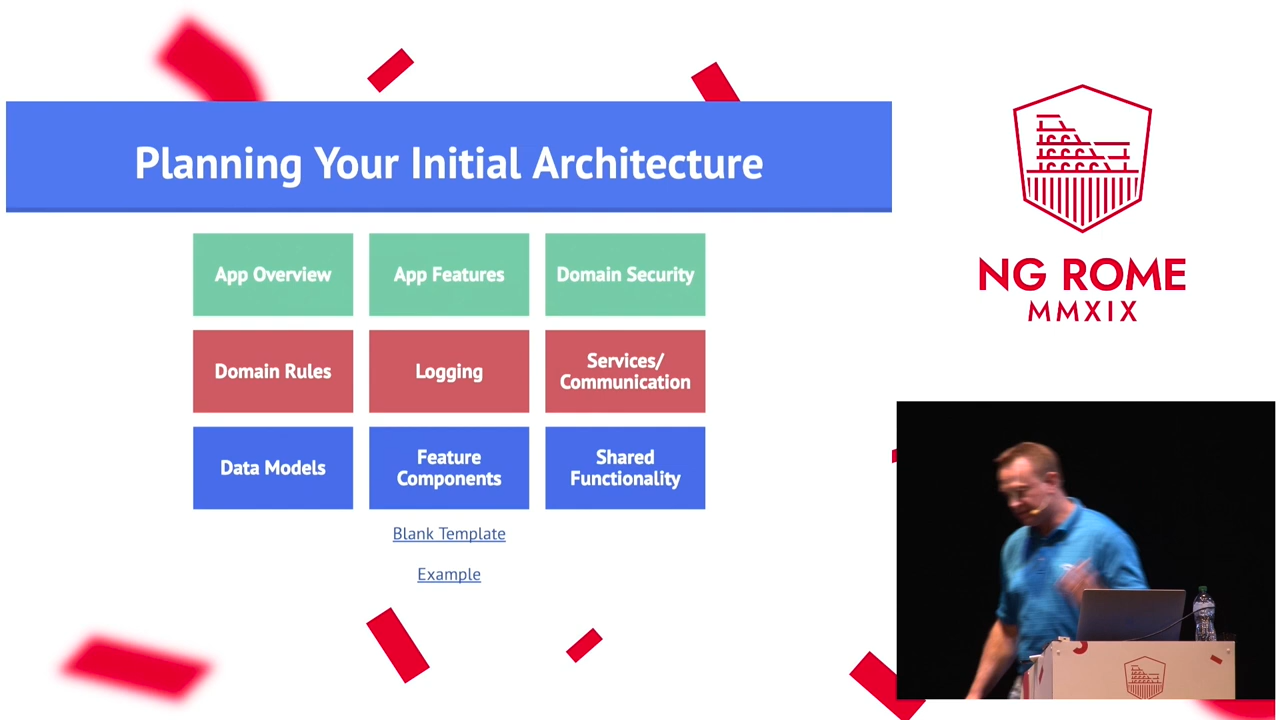 Planning Your Initial Architecture
App Overview
App Features
Domain Security
Domain Rules
Logging
Services/
Communication
Data Models
Feature
Components
Shared
Functionality
Blank Template
Example
NG ROME
MMXIX